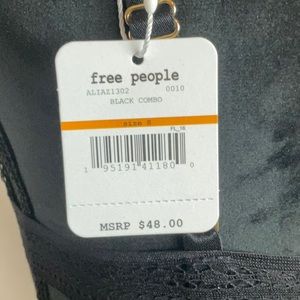 free people
ALIAZ1302 0010
BLACK COMBO
Size S
FL_16
1 95191 41180 0
MSRP $48.00